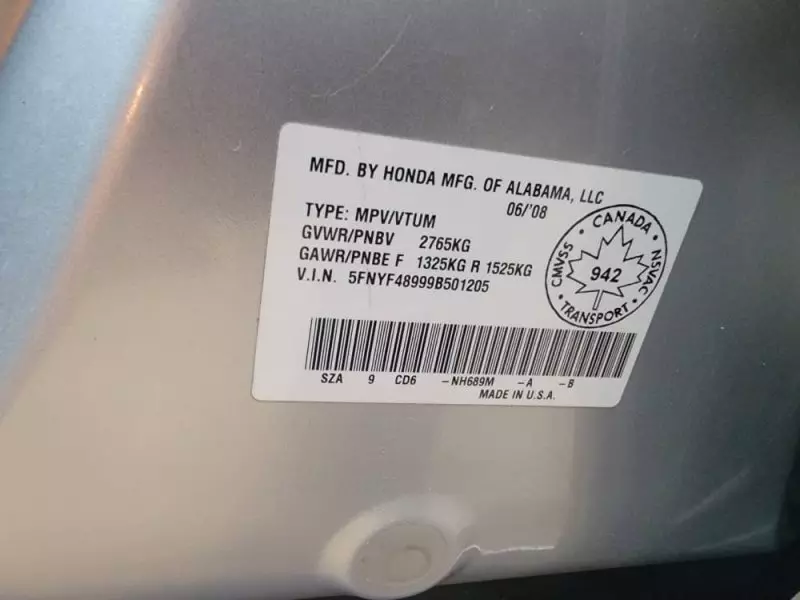 MFD. BY HONDA MFG. OF ALABAMA, LLC
06/'08
TYPE: MPV/VTUM
GVWR/PNBV 2765KG
GAWR/PNBE F 1325KG R 1525KG
V.I.N. 5FNYF48999B501205
CANADA
CMVSS NSVAC
942
TRANSPORT
SZA 9 CD6 -NH689M -A -B
MADE IN U.S.A.